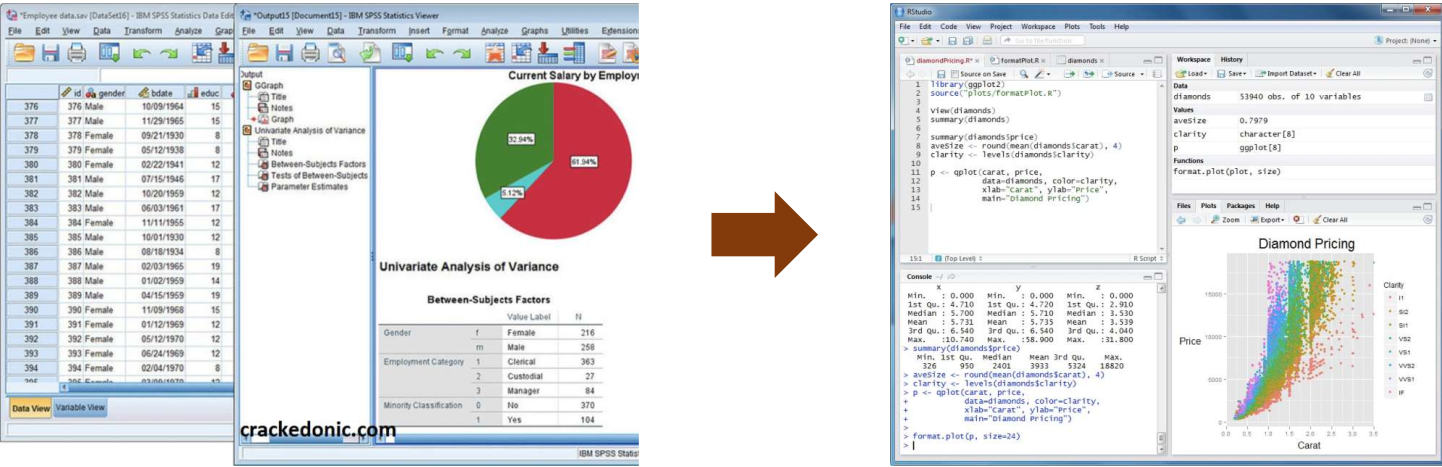 *Employee data.sav [DataSet16] - IBM SPSS Statistics Data Edit
File Edit View Data Transform Analyze Grap
id gender bdate educ
376 376 Male 10/09/1964 15
377 377 Male 11/29/1965 15
378 378 Female 09/21/1930 8
379 379 Female 05/12/1938 8
380 380 Female 02/22/1941 12
381 381 Male 07/15/1946 17
382 382 Male 10/20/1959 12
383 383 Male 06/03/1961 17
384 384 Female 11/11/1955 12
385 385 Male 10/01/1930 12
386 386 Male 08/18/1934 8
387 387 Male 02/03/1965 19
388 388 Male 01/02/1959 14
389 389 Male 04/15/1959 19
390 390 Female 11/09/1968 15
391 391 Female 01/12/1969 12
392 392 Female 05/12/1970 12
393 393 Female 06/24/1969 12
394 394 Female 02/04/1970 8
Data View Variable View
*Output15 [Document15] - IBM SPSS Statistics Viewer
File Edit View Data Transform Insert Format Analyze Graphs Utilities Extension
Output
GGraph
Title
Notes
Graph
Univariate Analysis of Variance
Title
Notes
Between-Subjects Factors
Tests of Between-Subjects
Parameter Estimates
Current Salary by Employm
32.94%
61.94%
5.12%
Univariate Analysis of Variance
Between-Subjects Factors
Value Label N
Gender f Female 216
m Male 258
Employment Category 1 Clerical 363
2 Custodial 27
3 Manager 84
Minority Classification 0 No 370
1 Yes 104
crackedonic.com
IBM SPSS Statis
RStudio
File Edit Code View Project Workspace Plots Tools Help
Go to file/function
Project: (None)
diamondPricing.R* formatPlot.R diamonds
Source on Save Source
1 library(ggplot2)
2 source("plots/formatPlot.R")
3
4 view(diamonds)
5 summary(diamonds)
6
7 summary(diamonds$price)
8 aveSize <- round(mean(diamonds$carat), 4)
9 clarity <- levels(diamonds$clarity)
10
11 p <- qplot(carat, price,
12 data=diamonds, color=clarity,
13 xlab="Carat", ylab="Price",
14 main="Diamond Pricing")
15
15:1 (Top Level) R Script
Console ~/
x y z
Min. : 0.000 Min. : 0.000 Min. : 0.000
1st Qu.: 4.710 1st Qu.: 4.720 1st Qu.: 2.910
Median : 5.700 Median : 5.710 Median : 3.530
Mean : 5.731 Mean : 5.735 Mean : 3.539
3rd Qu.: 6.540 3rd Qu.: 6.540 3rd Qu.: 4.040
Max. :10.740 Max. :58.900 Max. :31.800
> summary(diamonds$price)
Min. 1st Qu. Median Mean 3rd Qu. Max.
326 950 2401 3933 5324 18820
> aveSize <- round(mean(diamonds$carat), 4)
> clarity <- levels(diamonds$clarity)
> p <- qplot(carat, price,
+ data=diamonds, color=clarity,
+ xlab="Carat", ylab="Price",
+ main="Diamond Pricing")
>
> format.plot(p, size=24)
>
Workspace History
Load Save Import Dataset Clear All
Data
diamonds 53940 obs. of 10 variables
Values
aveSize 0.7979
clarity character[8]
p ggplot[8]
Functions
format.plot(plot, size)
Files Plots Packages Help
Zoom Export Clear All
Diamond Pricing
Price
15000
10000
5000
0
0.0 0.5 1.0 1.5 2.0 2.5 3.0 3.5
Carat
Clarity
I1
SI2
SI1
VS2
VS1
VVS2
VVS1
IF